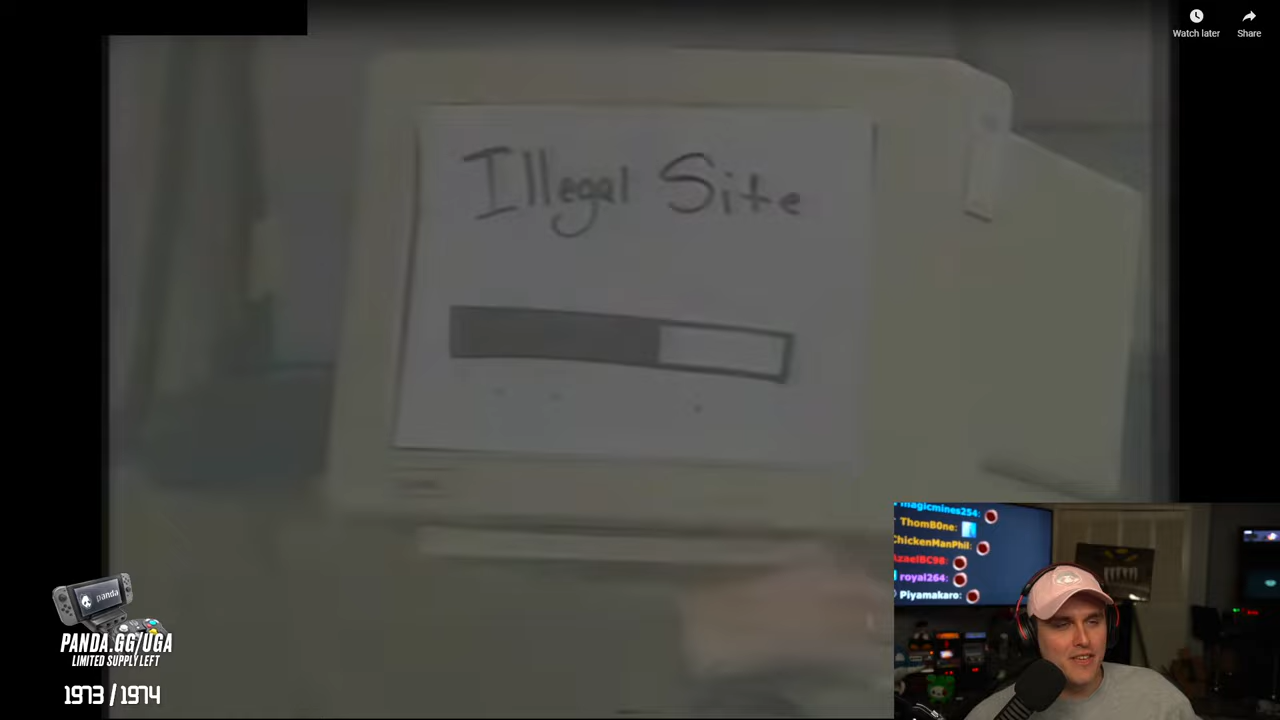 Watch later
Share
Illegal Site
magicmines254:
ThomB0ne:
ChickenManPhil:
AzaelBC98:
royal264:
Piyamakaro:
panda
PANDA.GG/UGA
LIMITED SUPPLY LEFT
1973 / 1974